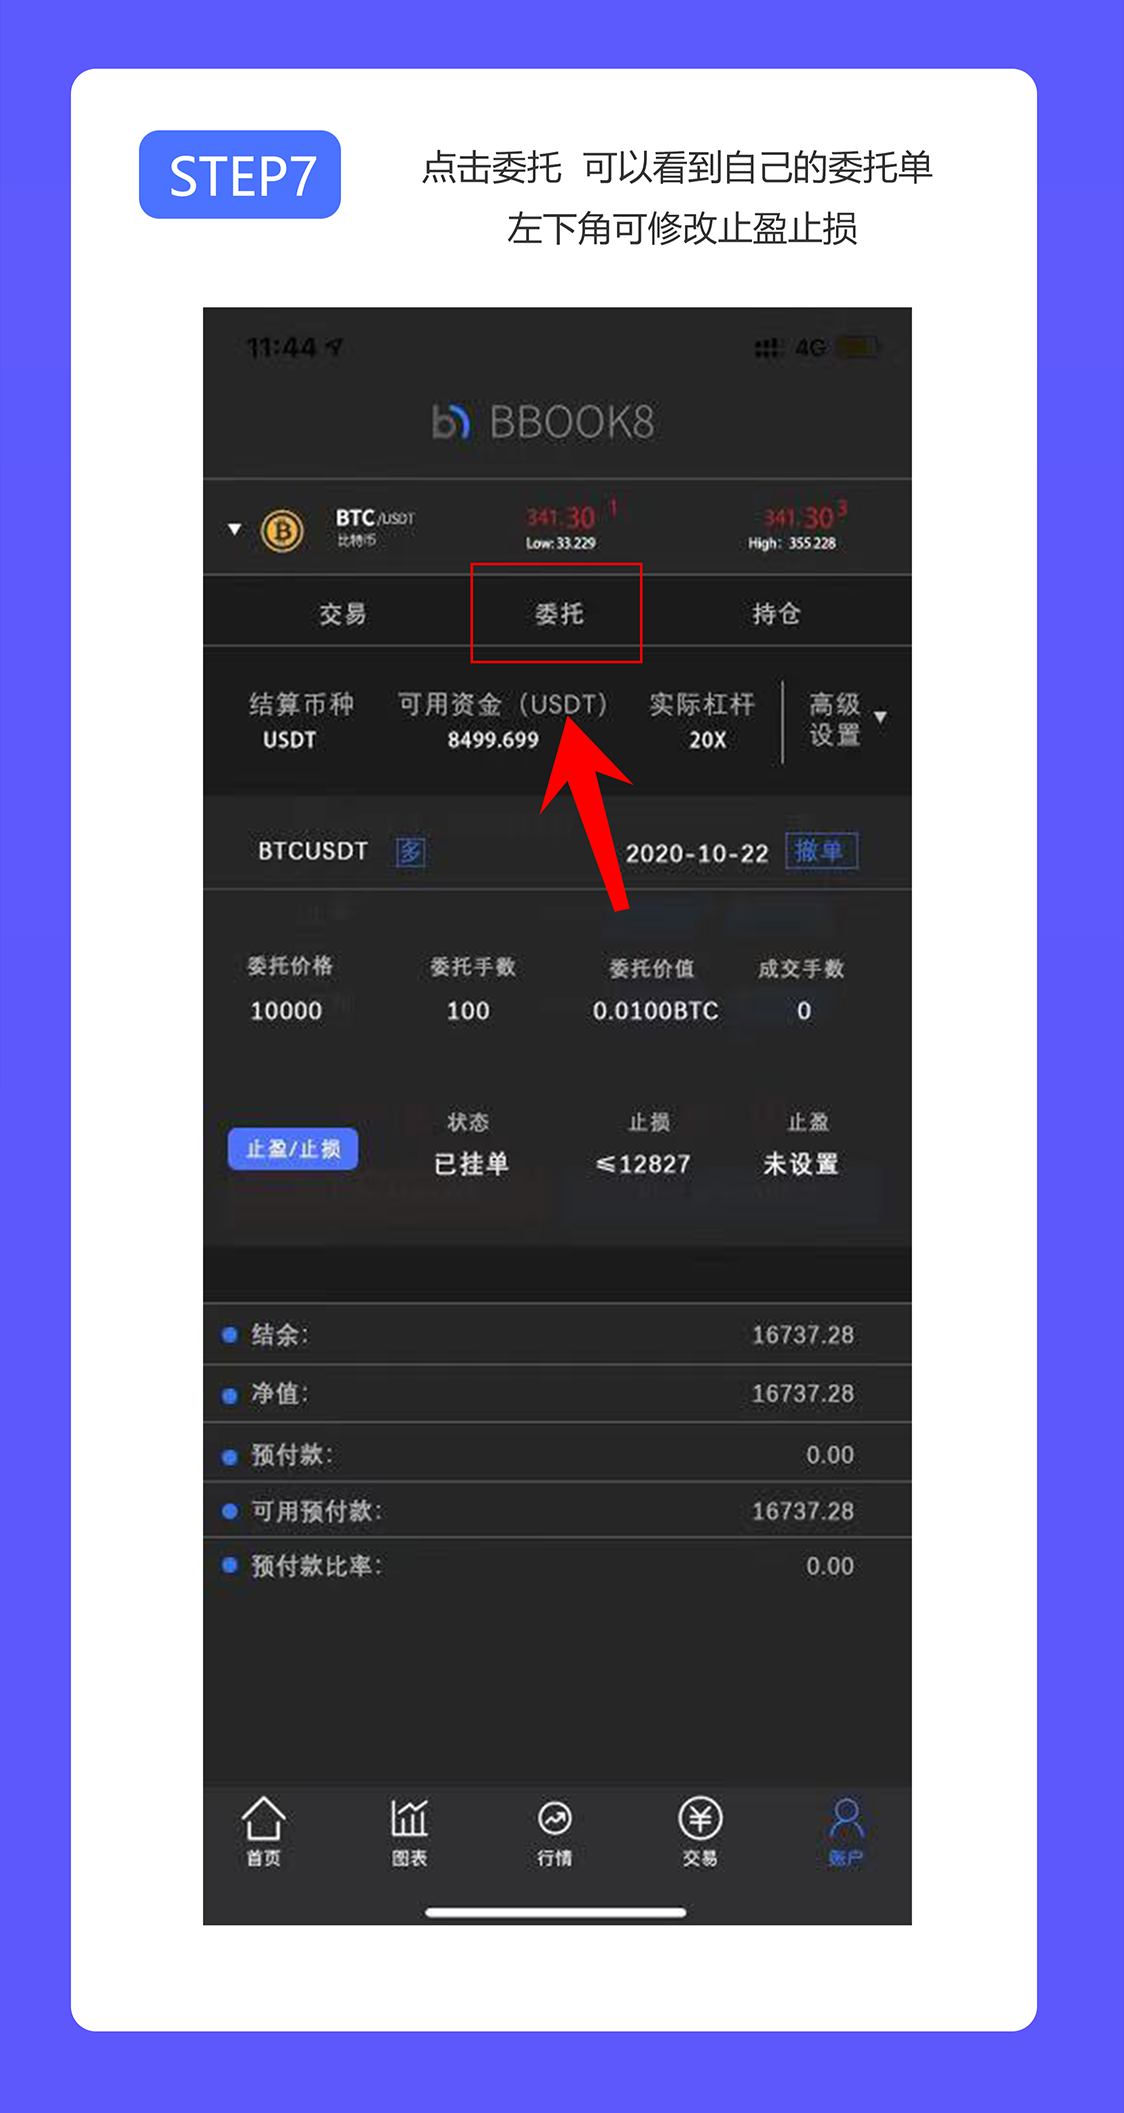 STEP7
点击委托 可以看到自己的委托单
左下角可修改止盈止损
11:44 4G
BBOOK8
BTC/USDT 341.30 1 341.30 3
比特币 Low: 33.229 High: 355.228
交易 委托 持仓
结算币种 可用资金（USDT） 实际杠杆 高级
USDT 8499.699 20X 设置
BTCUSDT 多 2020-10-22 撤单
委托价格 委托手数 委托价值 成交手数
10000 100 0.0100BTC 0
状态 止损 止盈
止盈/止损 已挂单 ≤12827 未设置
结余： 16737.28
净值： 16737.28
预付款： 0.00
可用预付款： 16737.28
预付款比率： 0.00
首页 图表 行情 交易 账户